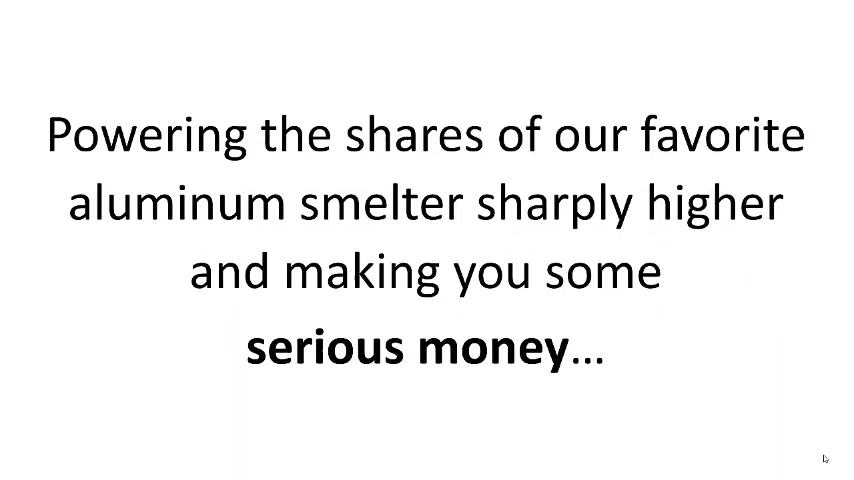 Powering the shares of our favorite
aluminum smelter sharply higher
and making you some
serious money...